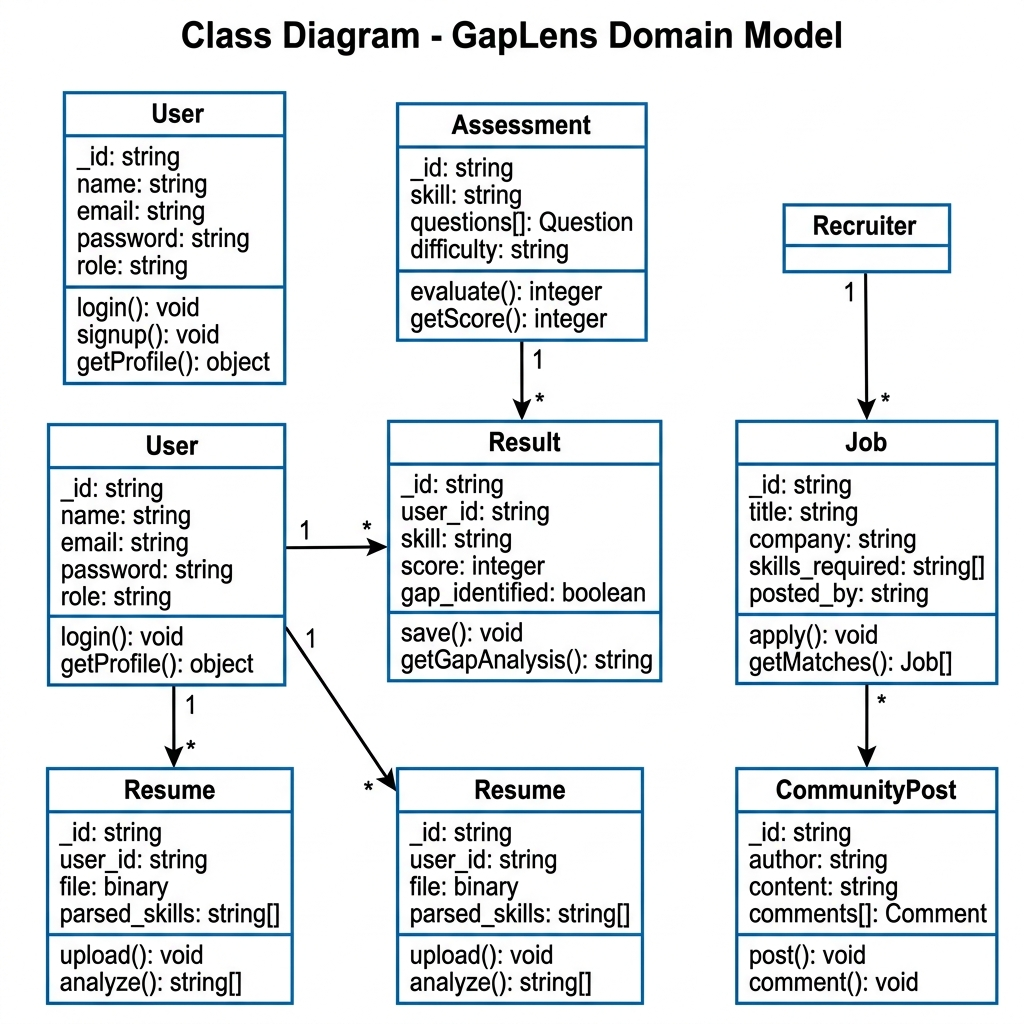 Class Diagram - GapLens Domain Model
User
_id: string
name: string
email: string
password: string
role: string
login(): void
signup(): void
getProfile(): object
Assessment
_id: string
skill: string
questions[]: Question
difficulty: string
evaluate(): integer
getScore(): integer
1
*
Recruiter
1
*
User
_id: string
name: string
email: string
password: string
role: string
login(): void
getProfile(): object
1
*
1
*
1
*
Result
_id: string
user_id: string
skill: string
score: integer
gap_identified: boolean
save(): void
getGapAnalysis(): string
Job
_id: string
title: string
company: string
skills_required: string[]
posted_by: string
apply(): void
getMatches(): Job[]
*
Resume
_id: string
user_id: string
file: binary
parsed_skills: string[]
upload(): void
analyze(): string[]
Resume
_id: string
user_id: string
file: binary
parsed_skills: string[]
upload(): void
analyze(): string[]
CommunityPost
_id: string
author: string
content: string
comments[]: Comment
post(): void
comment(): void